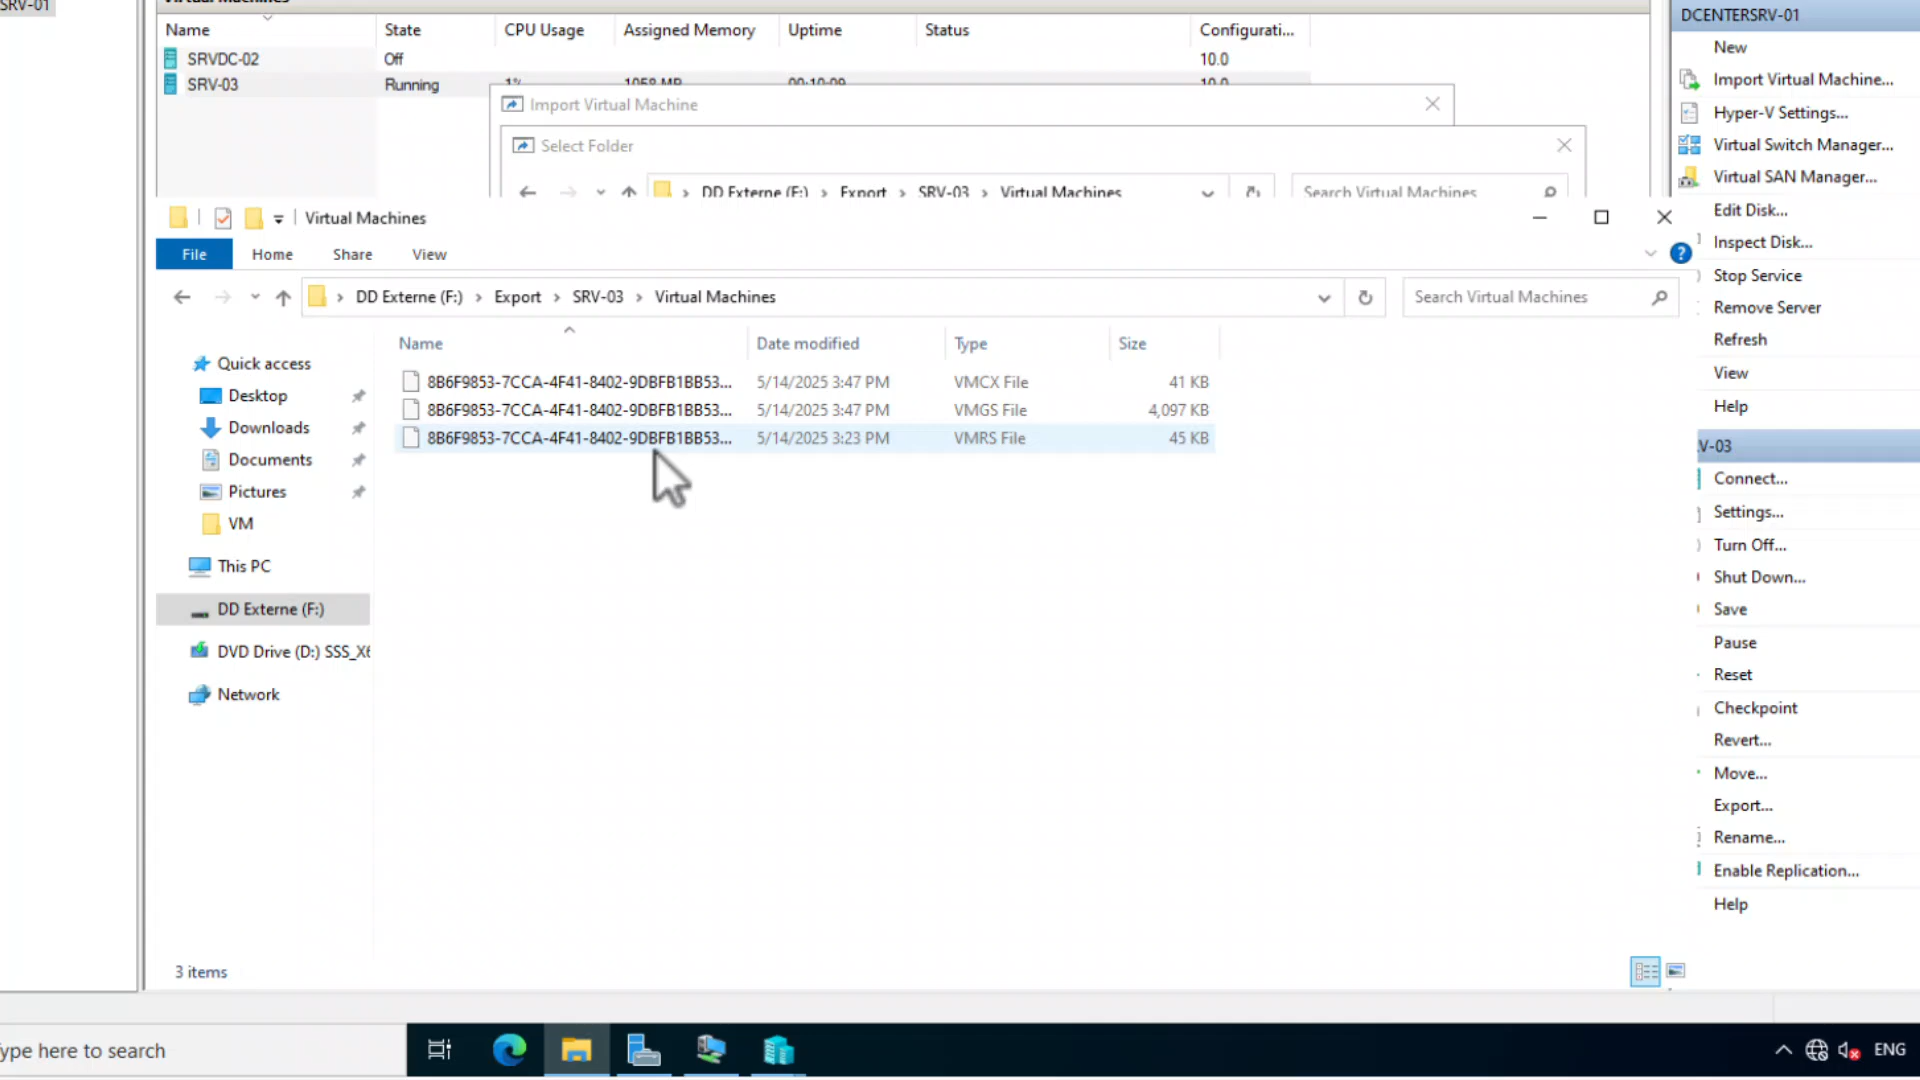 SRV-01
Virtual Machines
Name State CPU Usage Assigned Memory Uptime Status Configurati...
SRVDC-02 Off 10.0
SRV-03 Running 1% 1058 MB 00:10:09 10.0
Import Virtual Machine
Select Folder
DD Externe (F:) Export SRV-03 Virtual Machines Search Virtual Machines
Virtual Machines
File Home Share View
DD Externe (F:) Export SRV-03 Virtual Machines Search Virtual Machines
Quick access
Desktop
Downloads
Documents
Pictures
VM
This PC
DD Externe (F:)
DVD Drive (D:) SSS_X6
Network
Name Date modified Type Size
8B6F9853-7CCA-4F41-8402-9DBFB1BB53... 5/14/2025 3:47 PM VMCX File 41 KB
8B6F9853-7CCA-4F41-8402-9DBFB1BB53... 5/14/2025 3:47 PM VMGS File 4,097 KB
8B6F9853-7CCA-4F41-8402-9DBFB1BB53... 5/14/2025 3:23 PM VMRS File 45 KB
3 items
DCENTERSRV-01
New
Import Virtual Machine...
Hyper-V Settings...
Virtual Switch Manager...
Virtual SAN Manager...
Edit Disk...
Inspect Disk...
Stop Service
Remove Server
Refresh
View
Help
V-03
Connect...
Settings...
Turn Off...
Shut Down...
Save
Pause
Reset
Checkpoint
Revert...
Move...
Export...
Rename...
Enable Replication...
Help
ype here to search
ENG